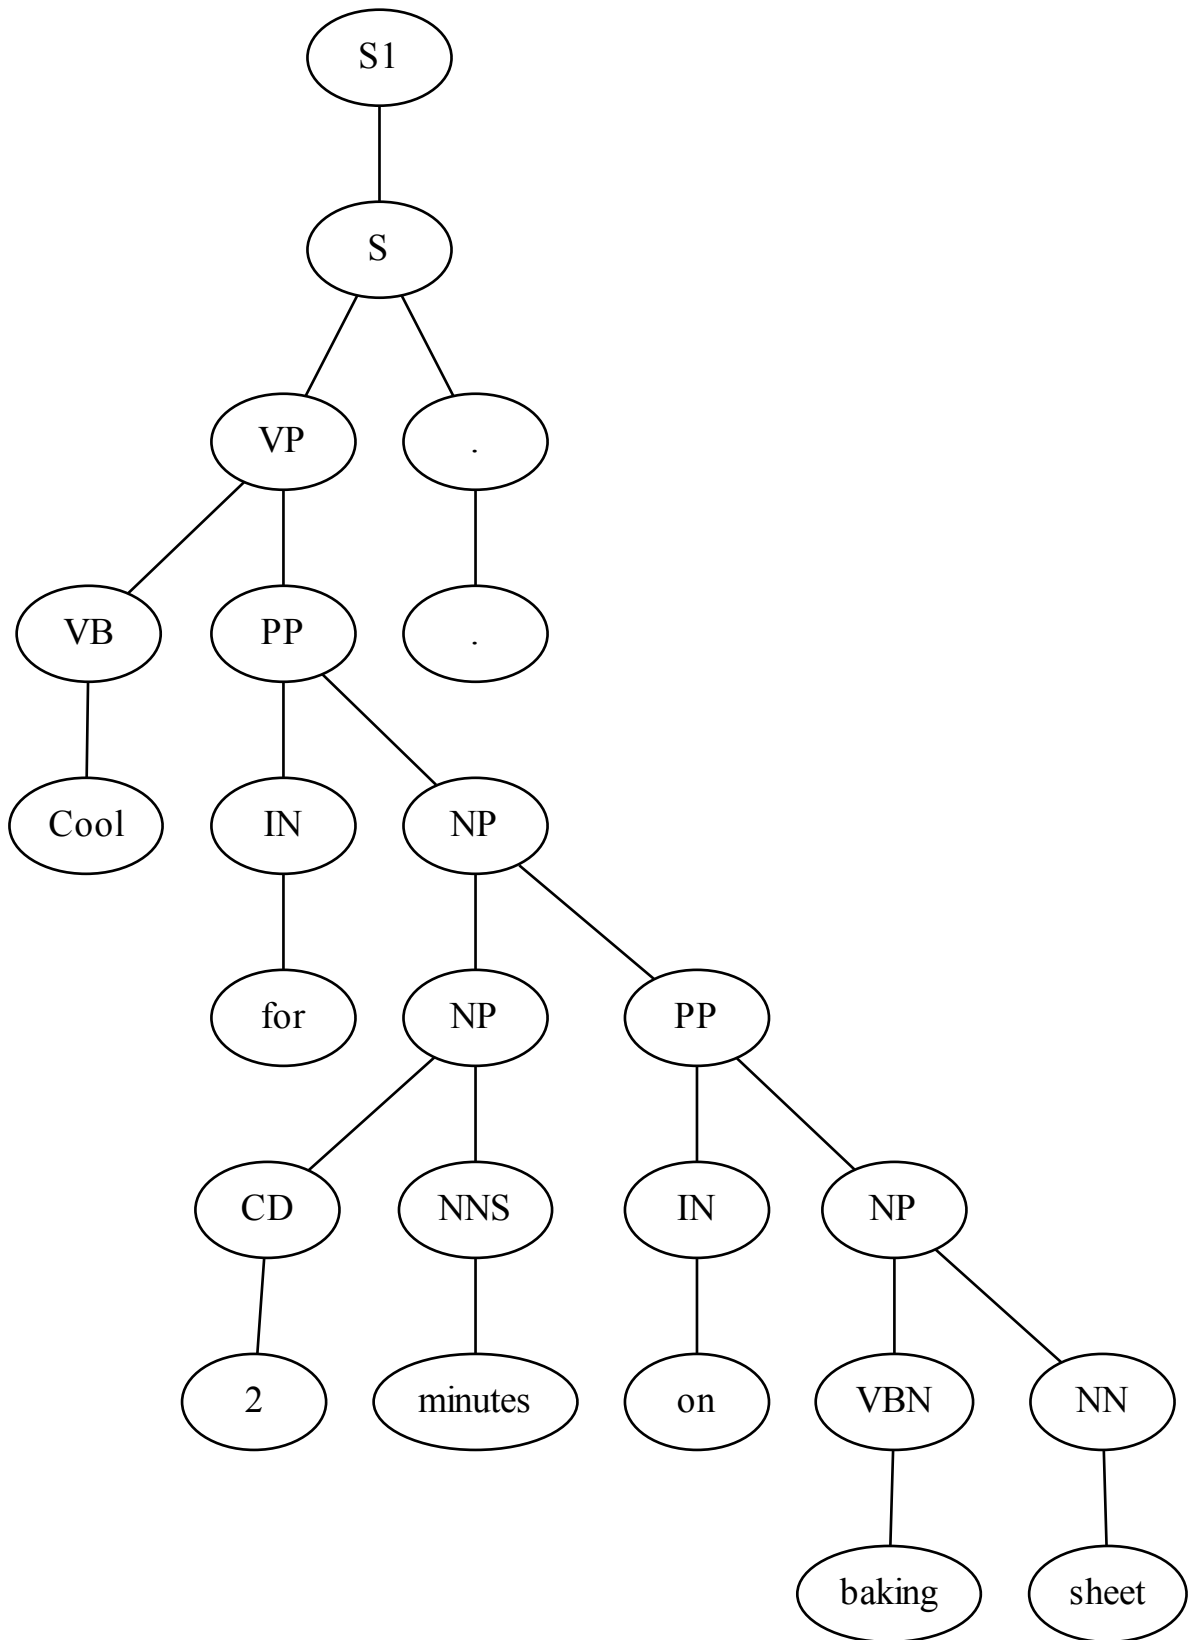 S1
S
VP .
VB PP .
Cool IN NP
for NP PP
CD NNS IN NP
2 minutes on VBN NN
baking sheet